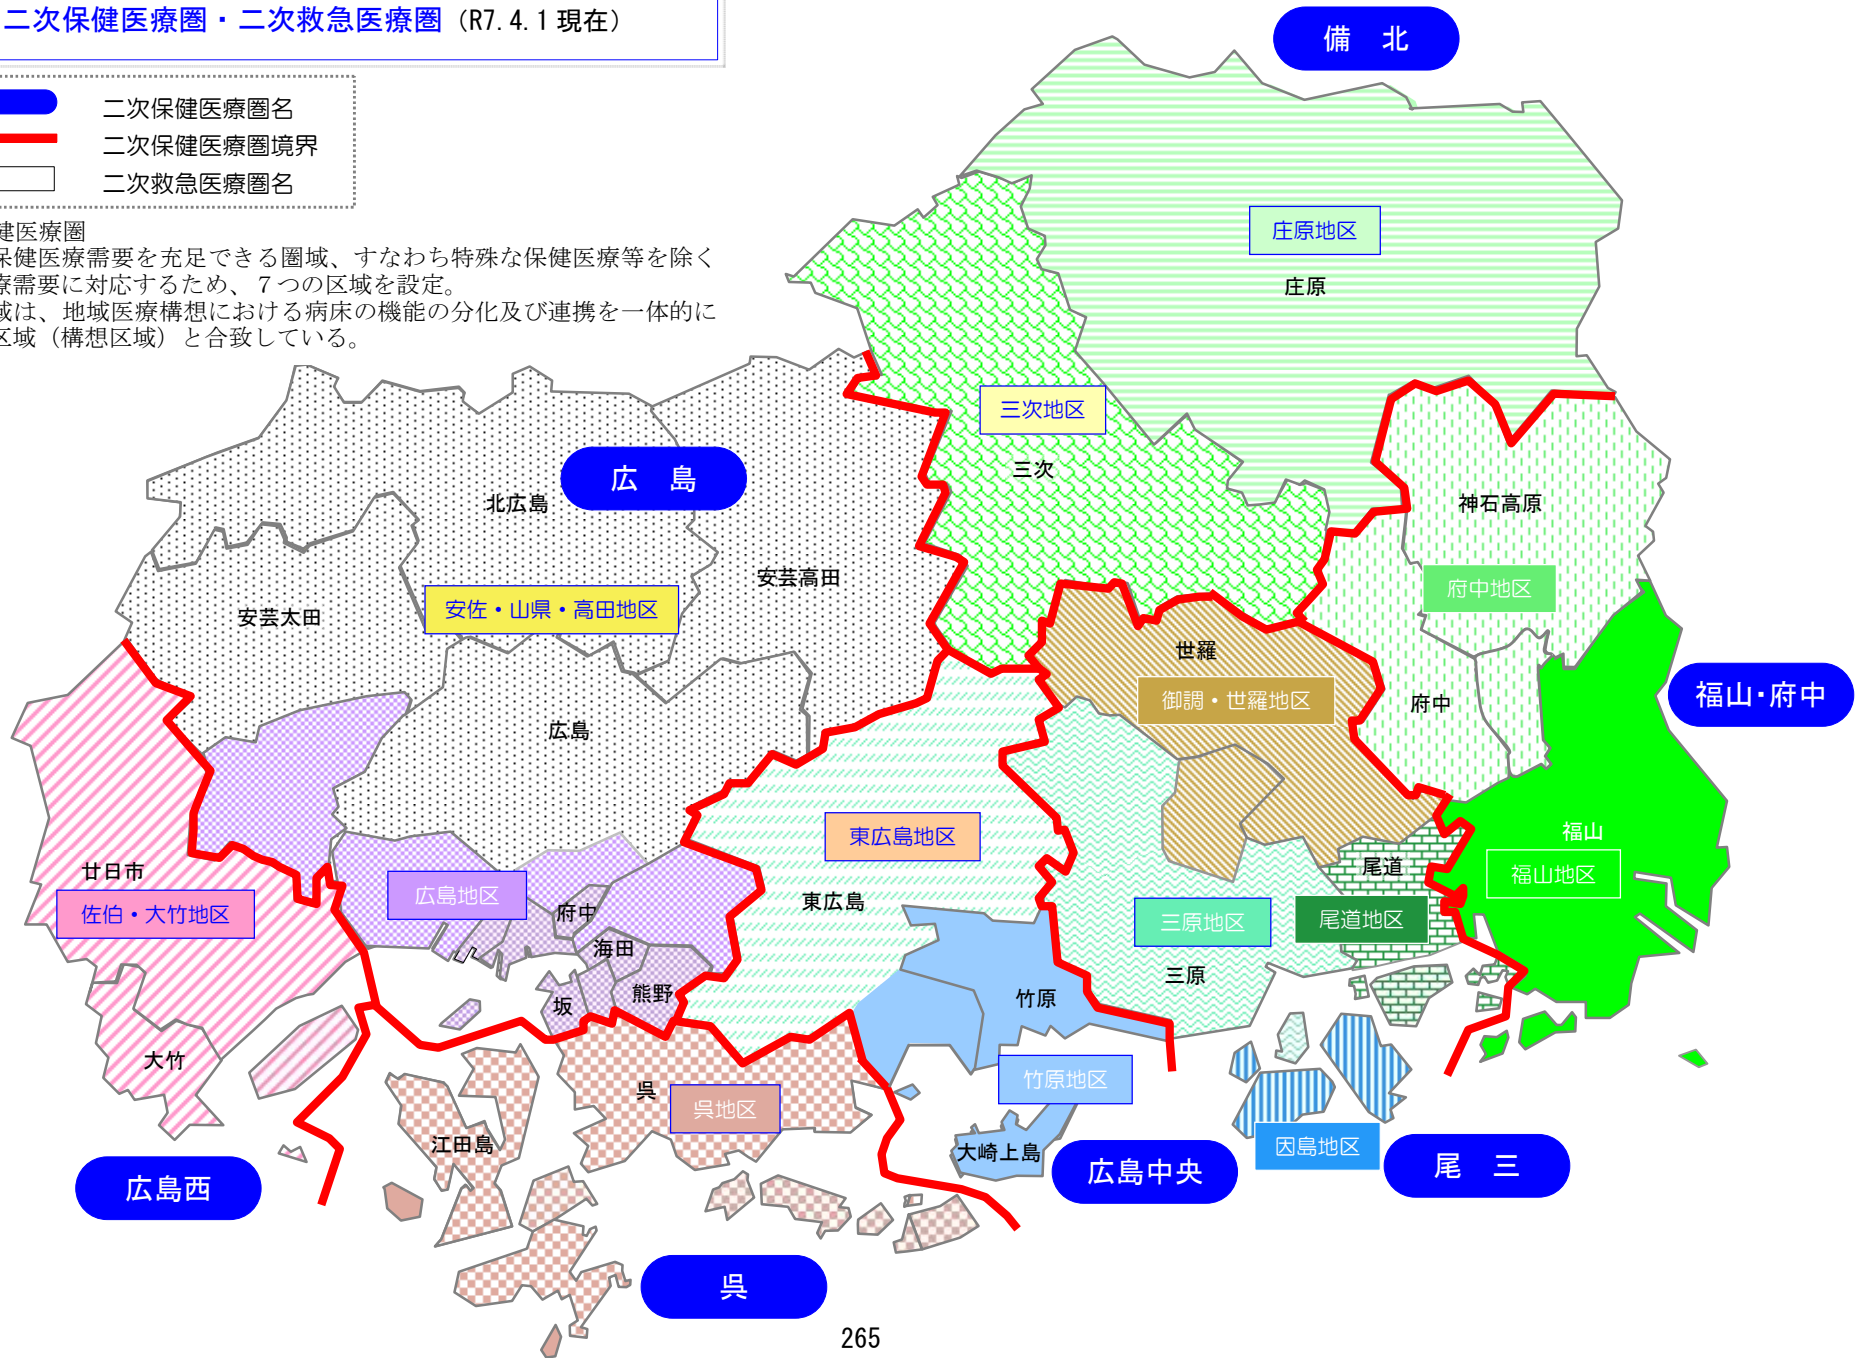 二次保健医療圏・二次救急医療圏（R7.4.1現在）
二次保健医療圏名
二次保健医療圏境界
二次救急医療圏名
健医療圏
保健医療需要を充足できる圏域、すなわち特殊な保健医療等を除く
療需要に対応するため、７つの区域を設定。
域は、地域医療構想における病床の機能の分化及び連携を一体的に
区域（構想区域）と合致している。
備　北
庄原地区
庄原
三次地区
三次
広　島
北広島
神石高原
安芸高田
府中地区
安佐・山県・高田地区
安芸太田
世羅
御調・世羅地区
福山・府中
府中
広島
福山
東広島地区
尾道
廿日市
福山地区
広島地区
東広島
佐伯・大竹地区
府中
三原地区
尾道地区
海田
三原
熊野
竹原
坂
大竹
竹原地区
呉
呉地区
江田島
大崎上島
因島地区
広島中央
尾　三
広島西
呉
265